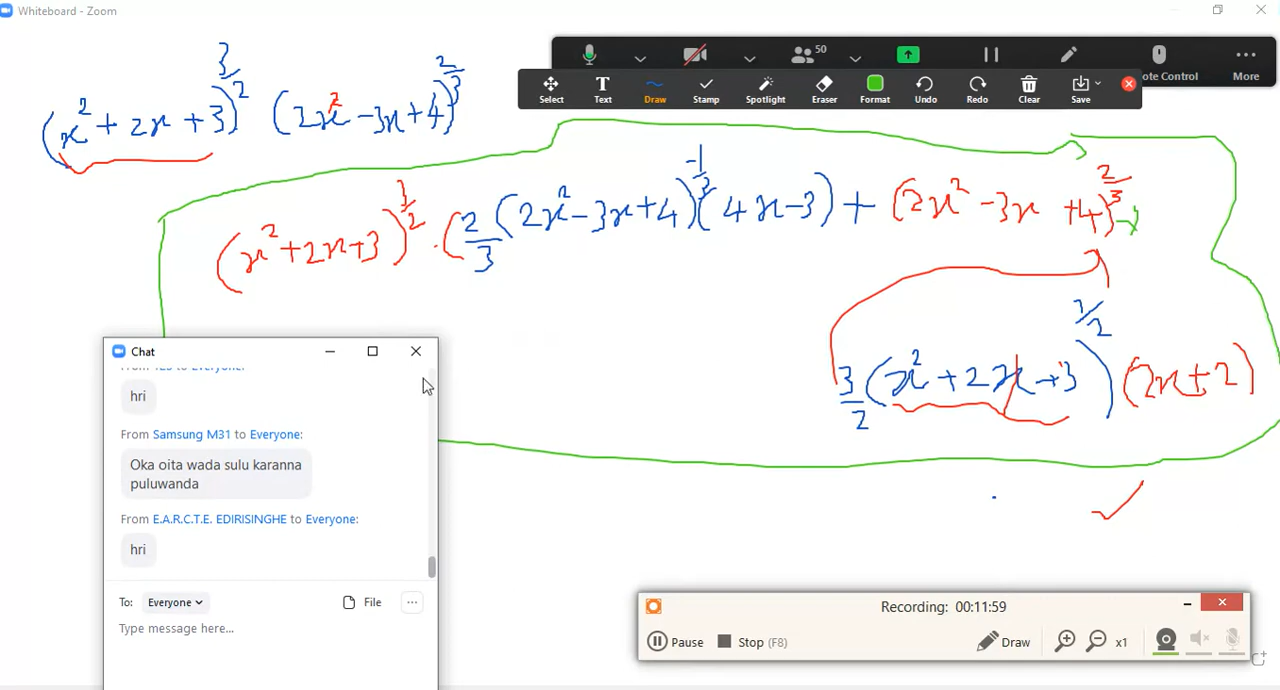 Whiteboard - Zoom
50
ote Control
More
Select Text Draw Stamp Spotlight Eraser Format Undo Redo Clear Save
(x² + 2x + 3)^(3/2) (2x² - 3x + 4)^(2/3)
(x² + 2x + 3)^(3/2) . (2/3 (2x² - 3x + 4)^(-1/3) (4x - 3) + (2x² - 3x + 4)^(2/3)
3/2 (x² + 2x + 3)^(1/2) (2x + 2)
Chat
hri
From Samsung M31 to Everyone:
Oka oita wada sulu karanna
puluwanda
From E.A.R.C.T.E. EDIRISINGHE to Everyone:
hri
To: Everyone File ...
Type message here...
Recording: 00:11:59
Pause Stop (F8) Draw x1